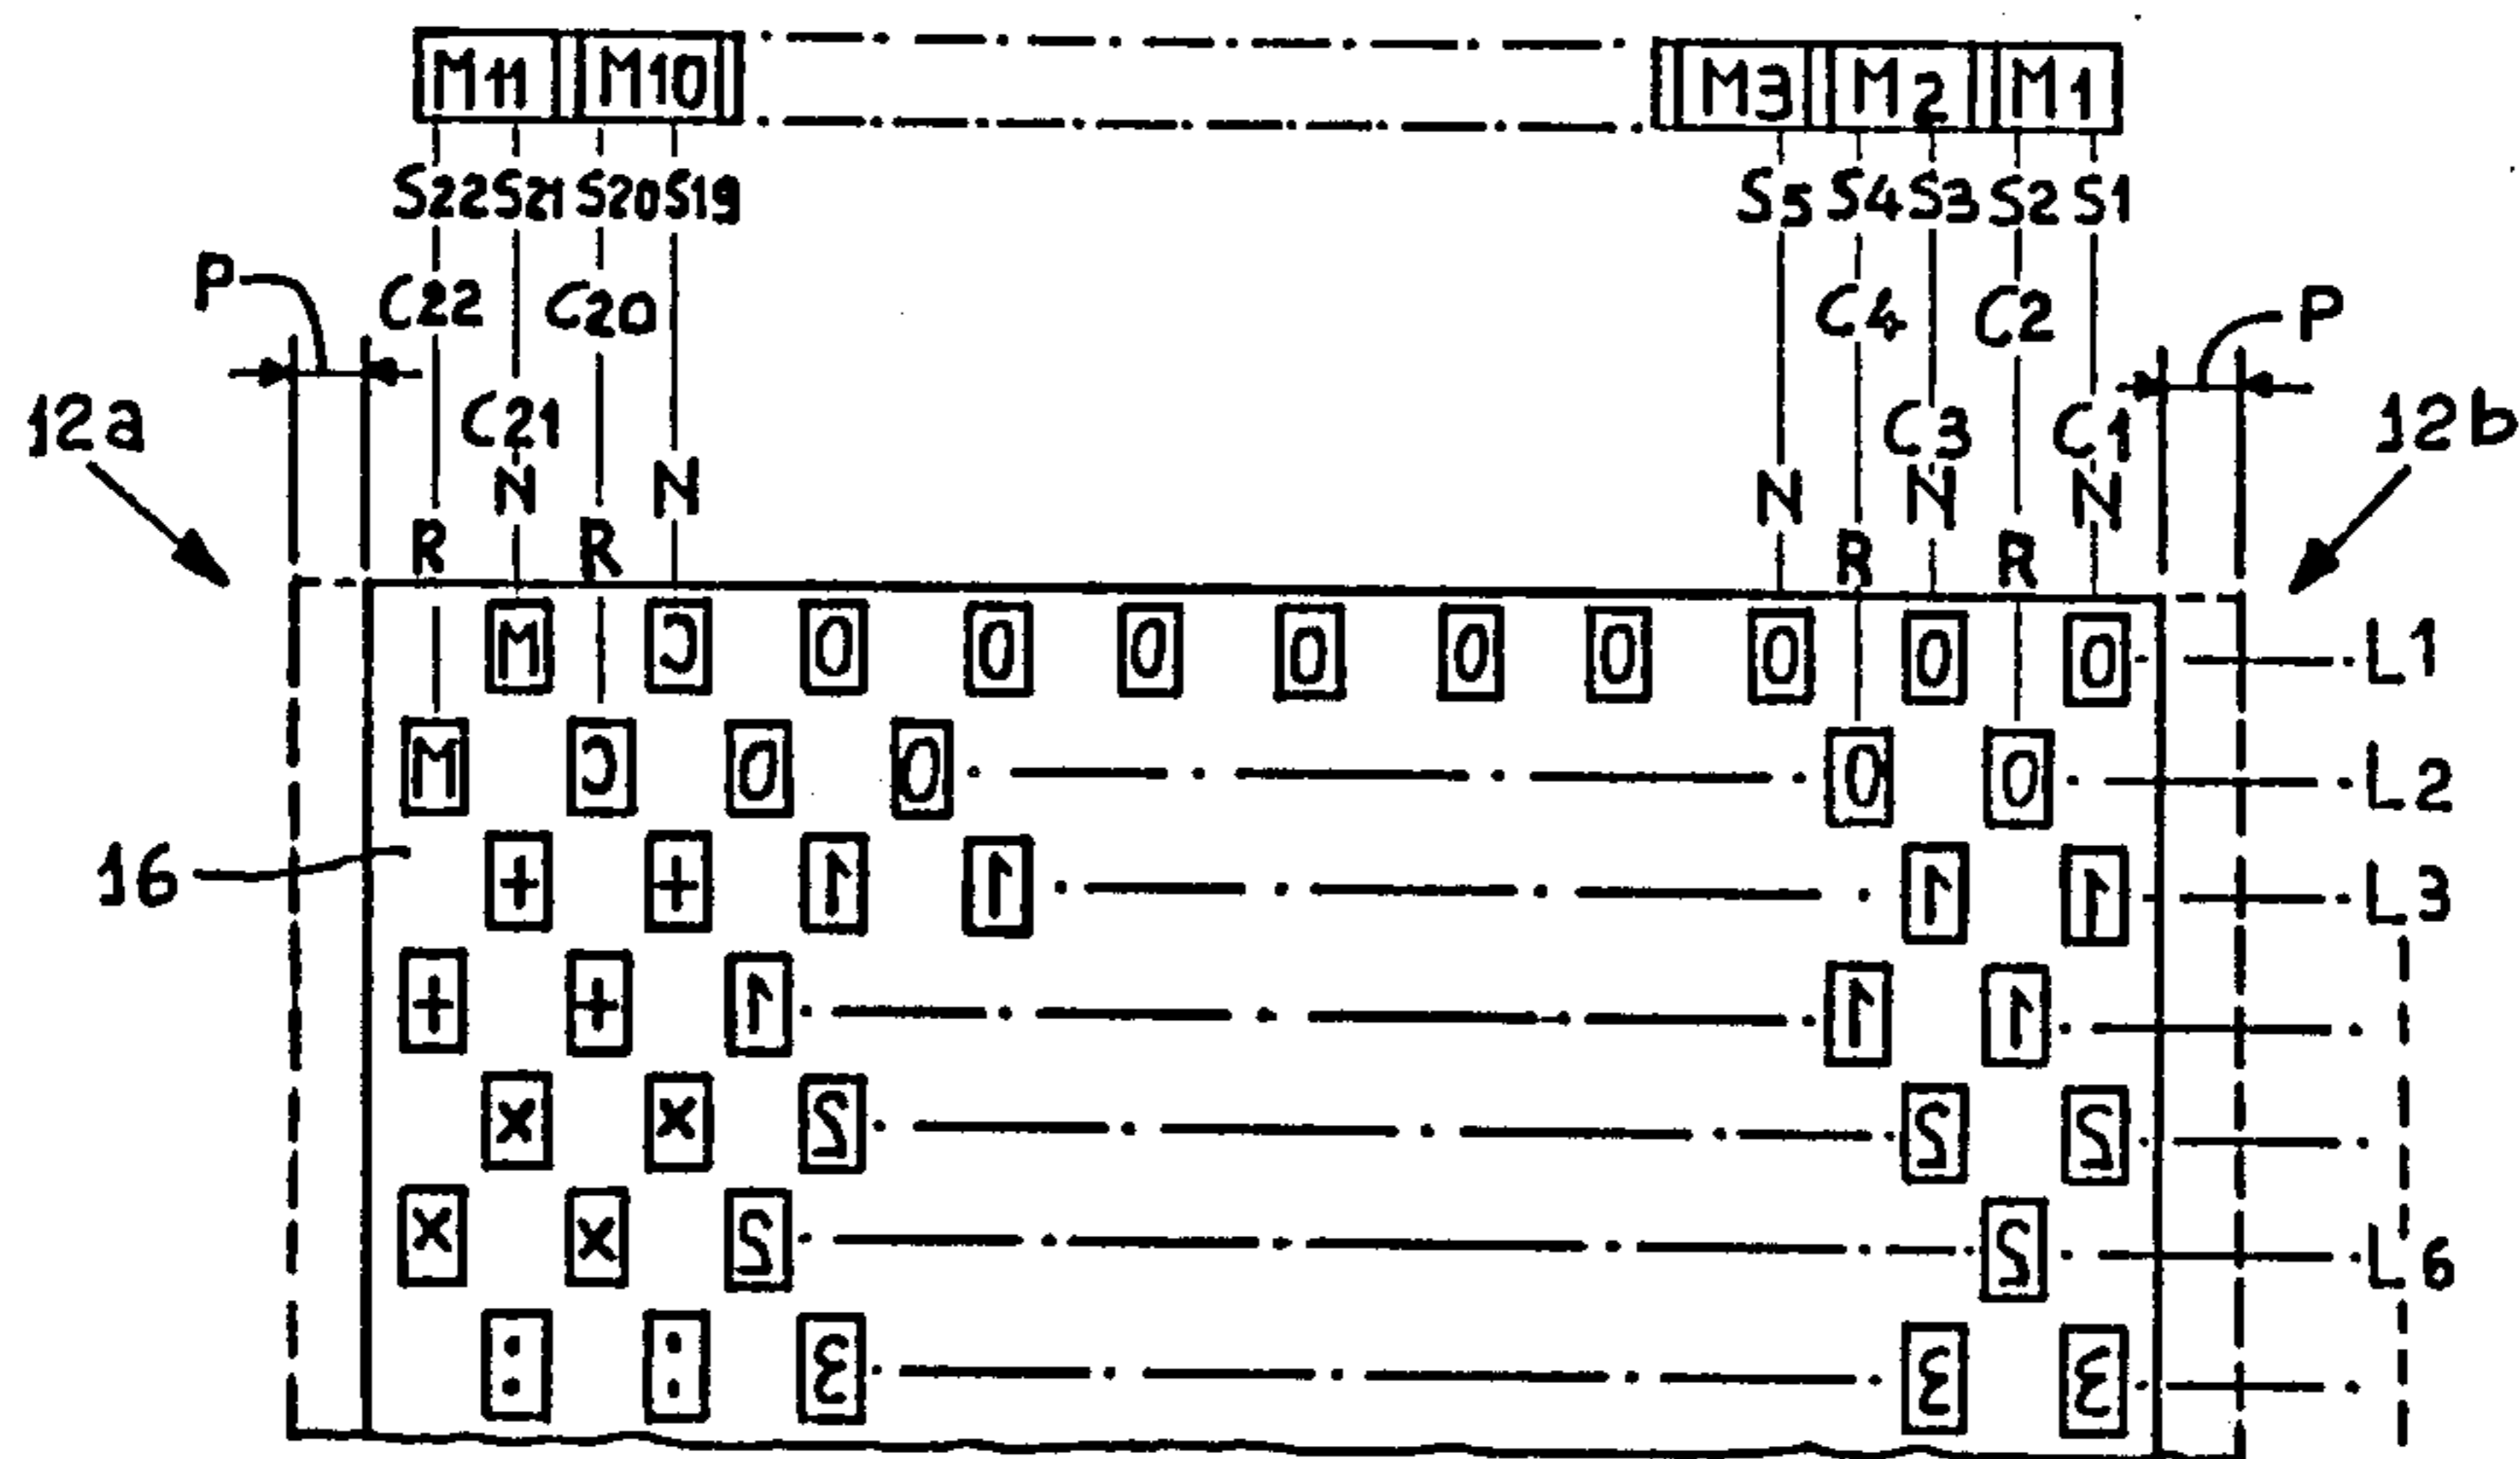 M11 M10 M3 M2 M1
S22 S21 S20 S19 S5 S4 S3 S2 S1
P C22 C20 C4 C2 P
12a C21 C3 C1 12b
N N N N N
R R R R
M Ɔ 0 0 0 0 0 0 0 0 0 L1
M Ɔ 0 0 0 0 L2
16 + + 1 1 1 1 L3
+ + 1 1 1
x x 2 2 2
x x 2 2 L6
: : 3 3 3